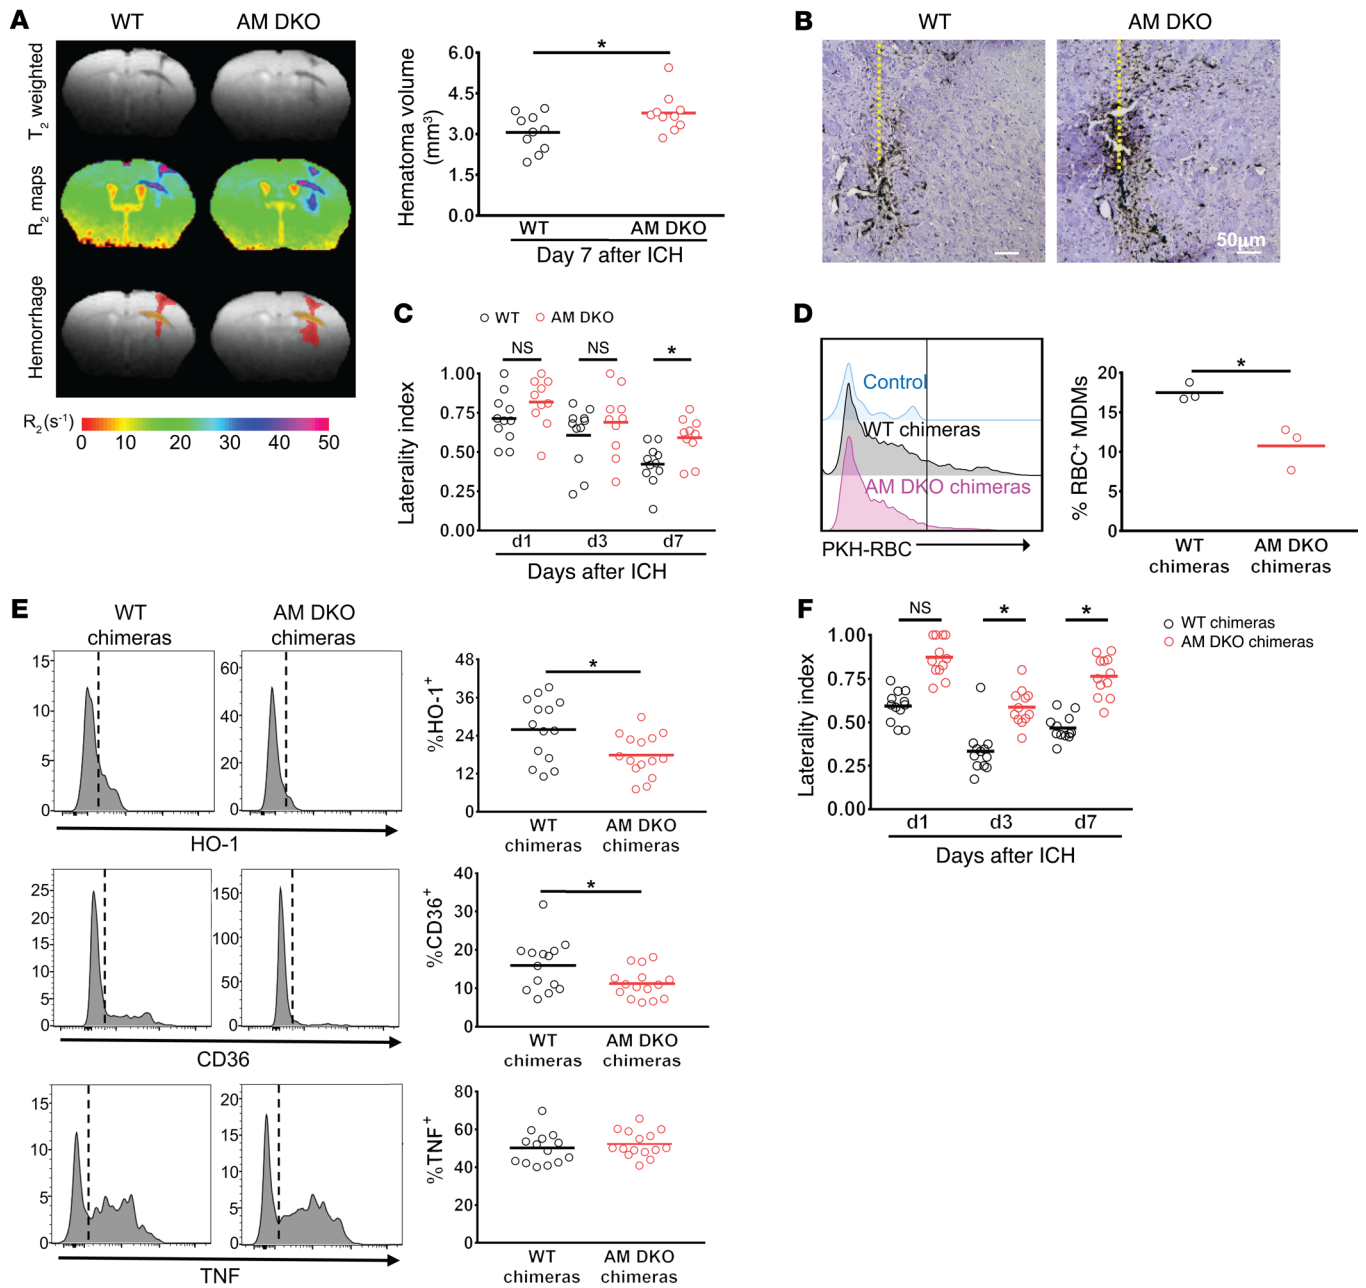 A
WT
AM DKO
T2 weighted
R2 maps
Hemorrhage
R2 (s-1)
0 10 20 30 40 50
Hematoma volume
(mm3)
6.0
4.5
3.0
1.5
0.0
*
WT
AM DKO
Day 7 after ICH
B
WT
AM DKO
50µm
C
WT
AM DKO
NS
NS
*
Laterality index
1.00
0.75
0.50
0.25
0.00
d1
d3
d7
Days after ICH
D
Control
WT chimeras
AM DKO chimeras
PKH-RBC
% RBC+ MDMs
20
15
10
5
0
*
WT
chimeras
AM DKO
chimeras
E
WT
chimeras
AM DKO
chimeras
15
10
5
0
60
40
20
0
HO-1
%HO-1+
48
36
24
12
0
*
WT
chimeras
AM DKO
chimeras
25
20
15
10
5
0
150
100
50
0
CD36
%CD36+
40
30
20
10
0
*
WT
chimeras
AM DKO
chimeras
15
10
5
0
20
15
10
5
0
TNF
%TNF+
80
60
40
20
0
WT
chimeras
AM DKO
chimeras
F
WT chimeras
AM DKO chimeras
NS
*
*
Laterality index
1.00
0.75
0.50
0.25
0.00
d1
d3
d7
Days after ICH